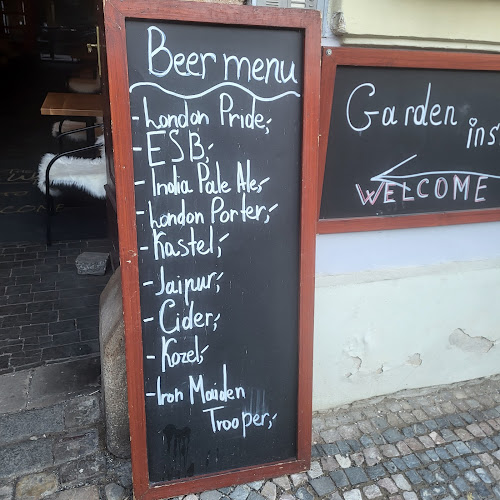 Beer menu
- London Pride,-
- ESB,-
- India Pale Ale,-
- London Porter,-
- Kastel,-
- Jaipur,-
- Cider,-
- Kozel,-
- Iron Maiden
Trooper,-
Garden
ins
WELCOME